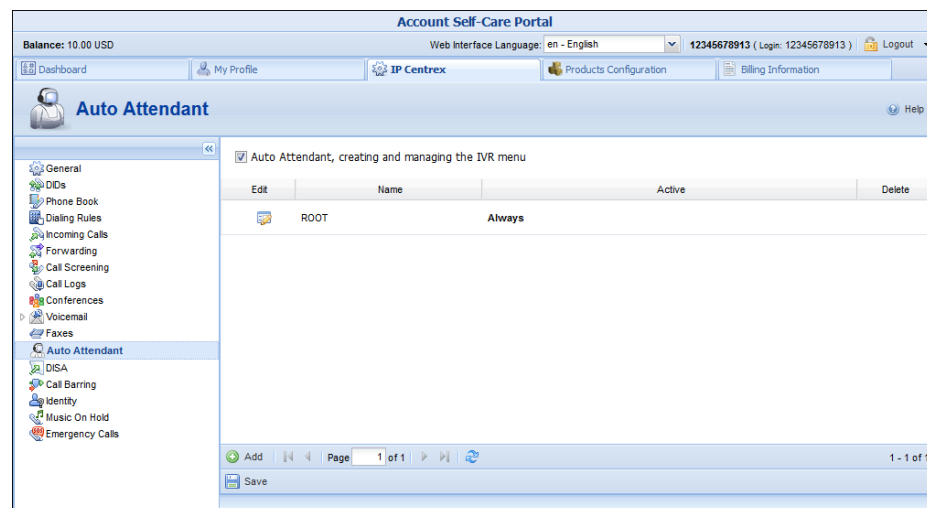 Account Self-Care Portal
Balance: 10.00 USD Web Interface Language: en - English 12345678913 ( Login: 12345678913 ) Logout
Dashboard My Profile IP Centrex Products Configuration Billing Information
Auto Attendant Help
Auto Attendant, creating and managing the IVR menu
General
DIDs
Phone Book
Dialing Rules
Incoming Calls
Forwarding
Call Screening
Call Logs
Conferences
Voicemail
Faxes
Auto Attendant
DISA
Call Barring
Identity
Music On Hold
Emergency Calls
Edit Name Active Delete
ROOT Always
Add Page 1 of 1 1 - 1 of 1
Save